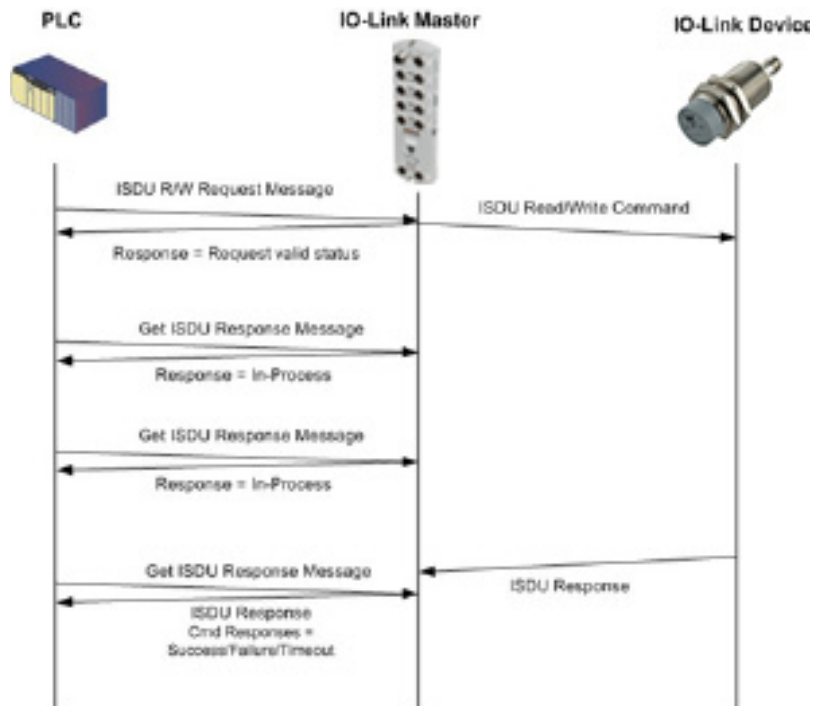 PLC
IO-Link Master
IO-Link Device
ISDU R/W Request Message
ISDU Read/Write Command
Response = Request valid status
Get ISDU Response Message
Response = In-Process
Get ISDU Response Message
Response = In-Process
Get ISDU Response Message
ISDU Response
ISDU Response
Cmd Responses =
Success/Failure/Timeout